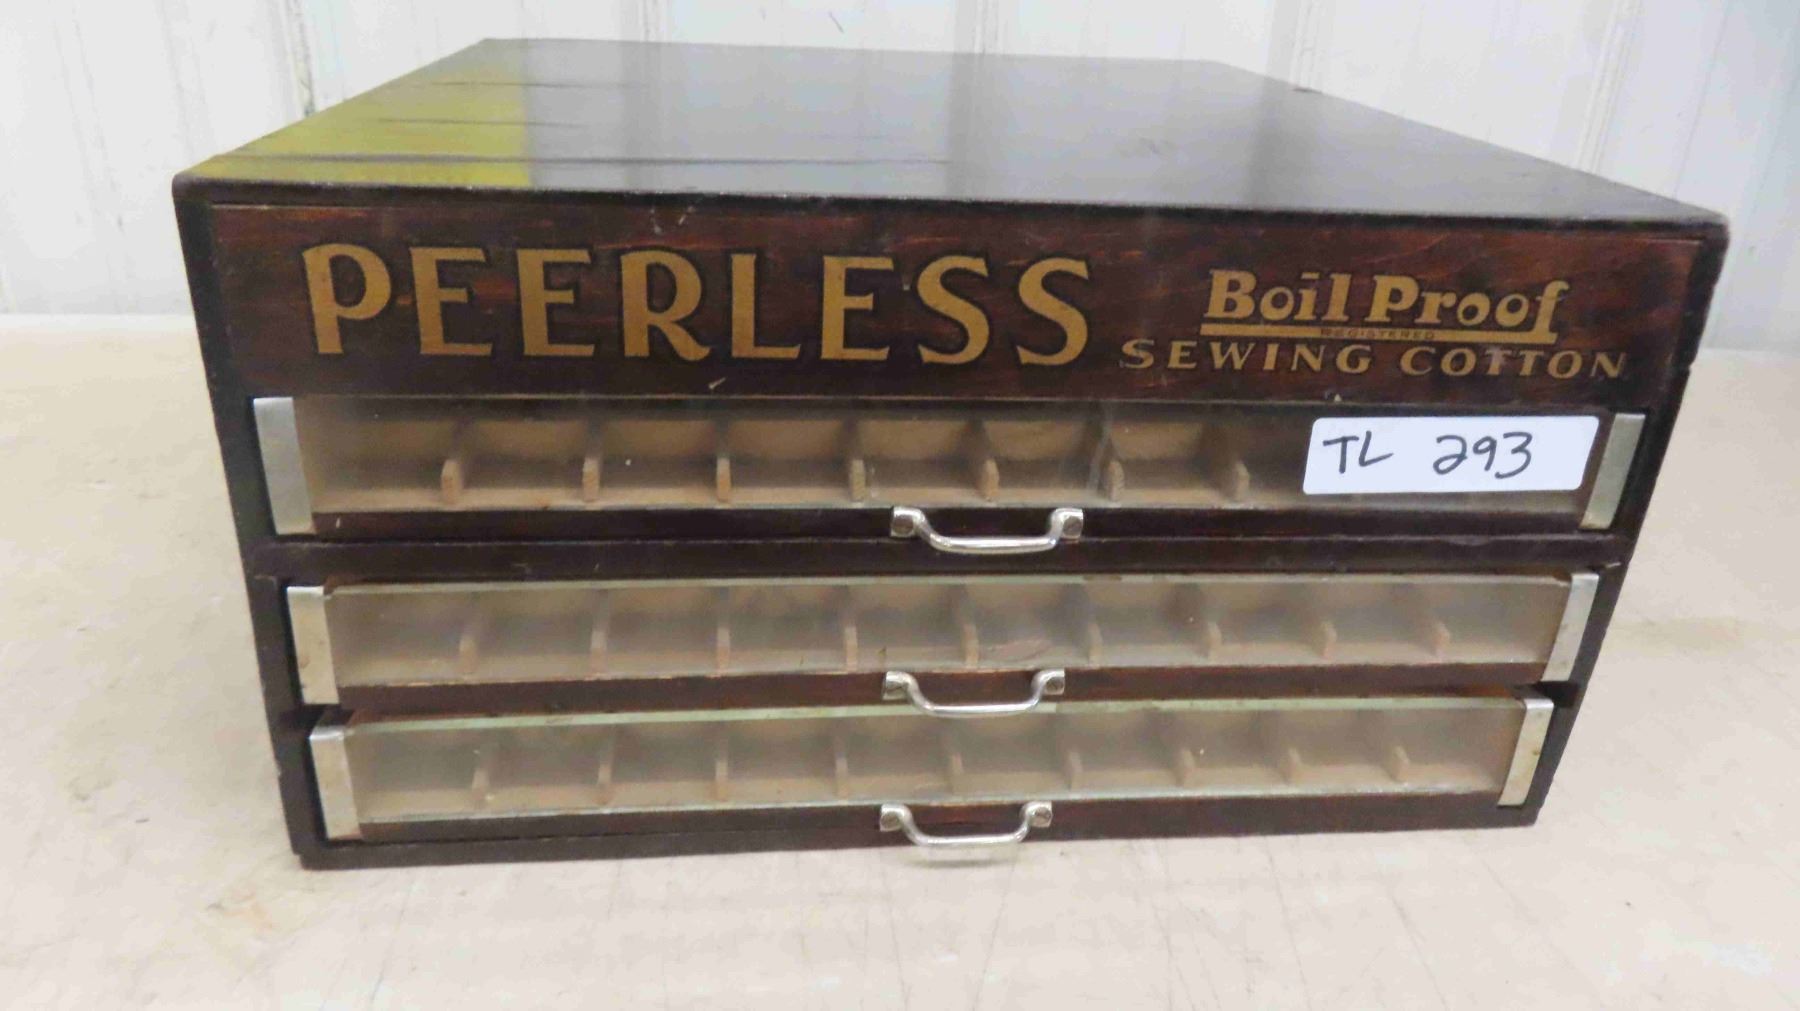 PEERLESS
Boil Proof
REGISTERED
SEWING COTTON
TL 293